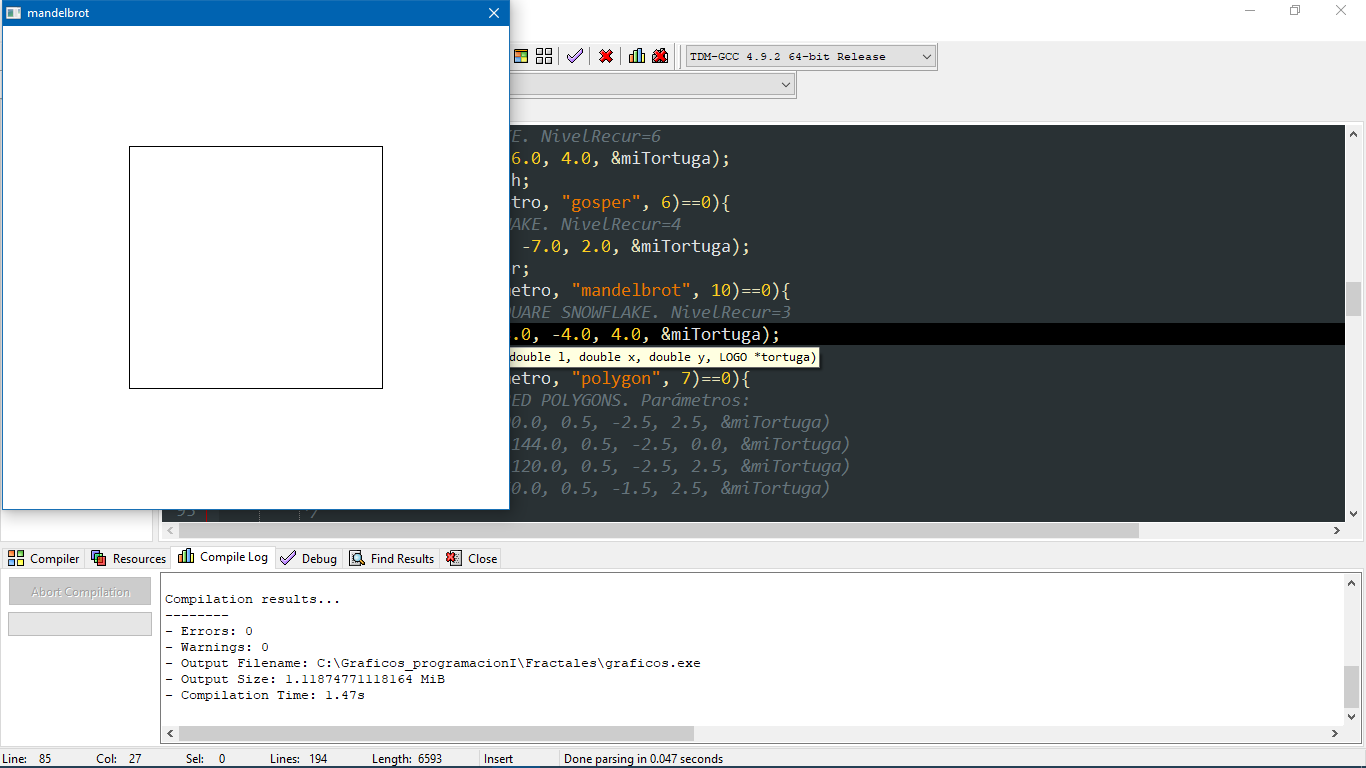 mandelbrot
TDM-GCC 4.9.2 64-bit Release
E. NivelRecur=6
6.0, 4.0, &miTortuga);
h;
tro, "gosper", 6)==0){
AKE. NivelRecur=4
, -7.0, 2.0, &miTortuga);
r;
etro, "mandelbrot", 10)==0){
UARE SNOWFLAKE. NivelRecur=3
.0, -4.0, 4.0, &miTortuga);
double l, double x, double y, LOGO *tortuga)
etro, "polygon", 7)==0){
ED POLYGONS. Parámetros:
0.0, 0.5, -2.5, 2.5, &miTortuga)
144.0, 0.5, -2.5, 0.0, &miTortuga)
120.0, 0.5, -2.5, 2.5, &miTortuga)
0.0, 0.5, -1.5, 2.5, &miTortuga)
Compiler Resources Compile Log Debug Find Results Close
Abort Compilation
Compilation results...
--------
- Errors: 0
- Warnings: 0
- Output Filename: C:\Graficos_programacionI\Fractales\graficos.exe
- Output Size: 1.11874771118164 MiB
- Compilation Time: 1.47s
Line: 85 Col: 27 Sel: 0 Lines: 194 Length: 6593 Insert Done parsing in 0.047 seconds